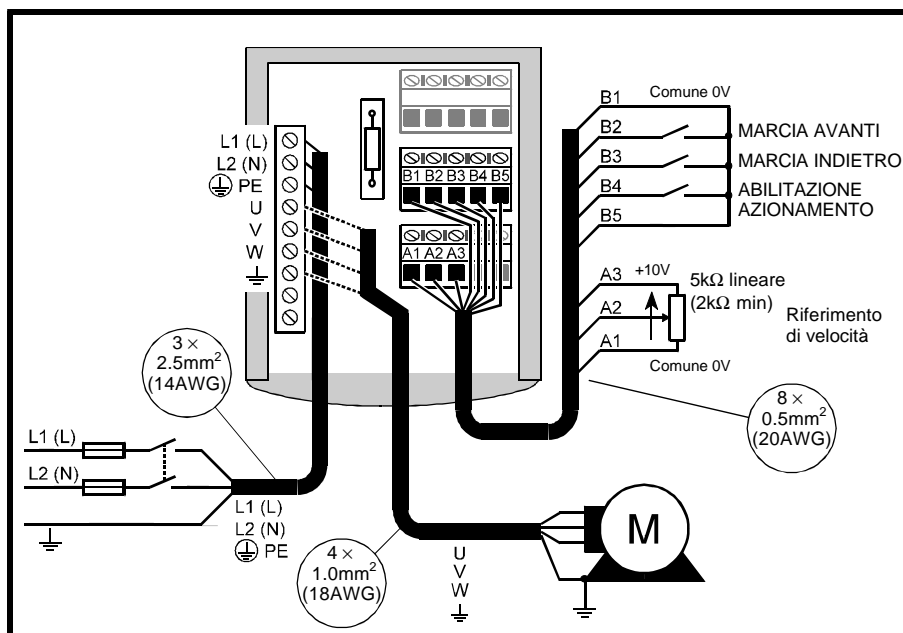 L1 (L)
L2 (N)
PE
U
V
W
B1 B2 B3 B4 B5
A1 A2 A3
B1 Comune 0V
B2 MARCIA AVANTI
B3 MARCIA INDIETRO
B4 ABILITAZIONE
AZIONAMENTO
B5
A3 +10V 5kΩ lineare
(2kΩ min)
A2 Riferimento
di velocità
A1
Comune 0V
3 ×
2.5mm²
(14AWG)
8 ×
0.5mm²
(20AWG)
L1 (L)
L2 (N)
L1 (L)
L2 (N)
PE
4 ×
1.0mm²
(18AWG)
U
V
W
M